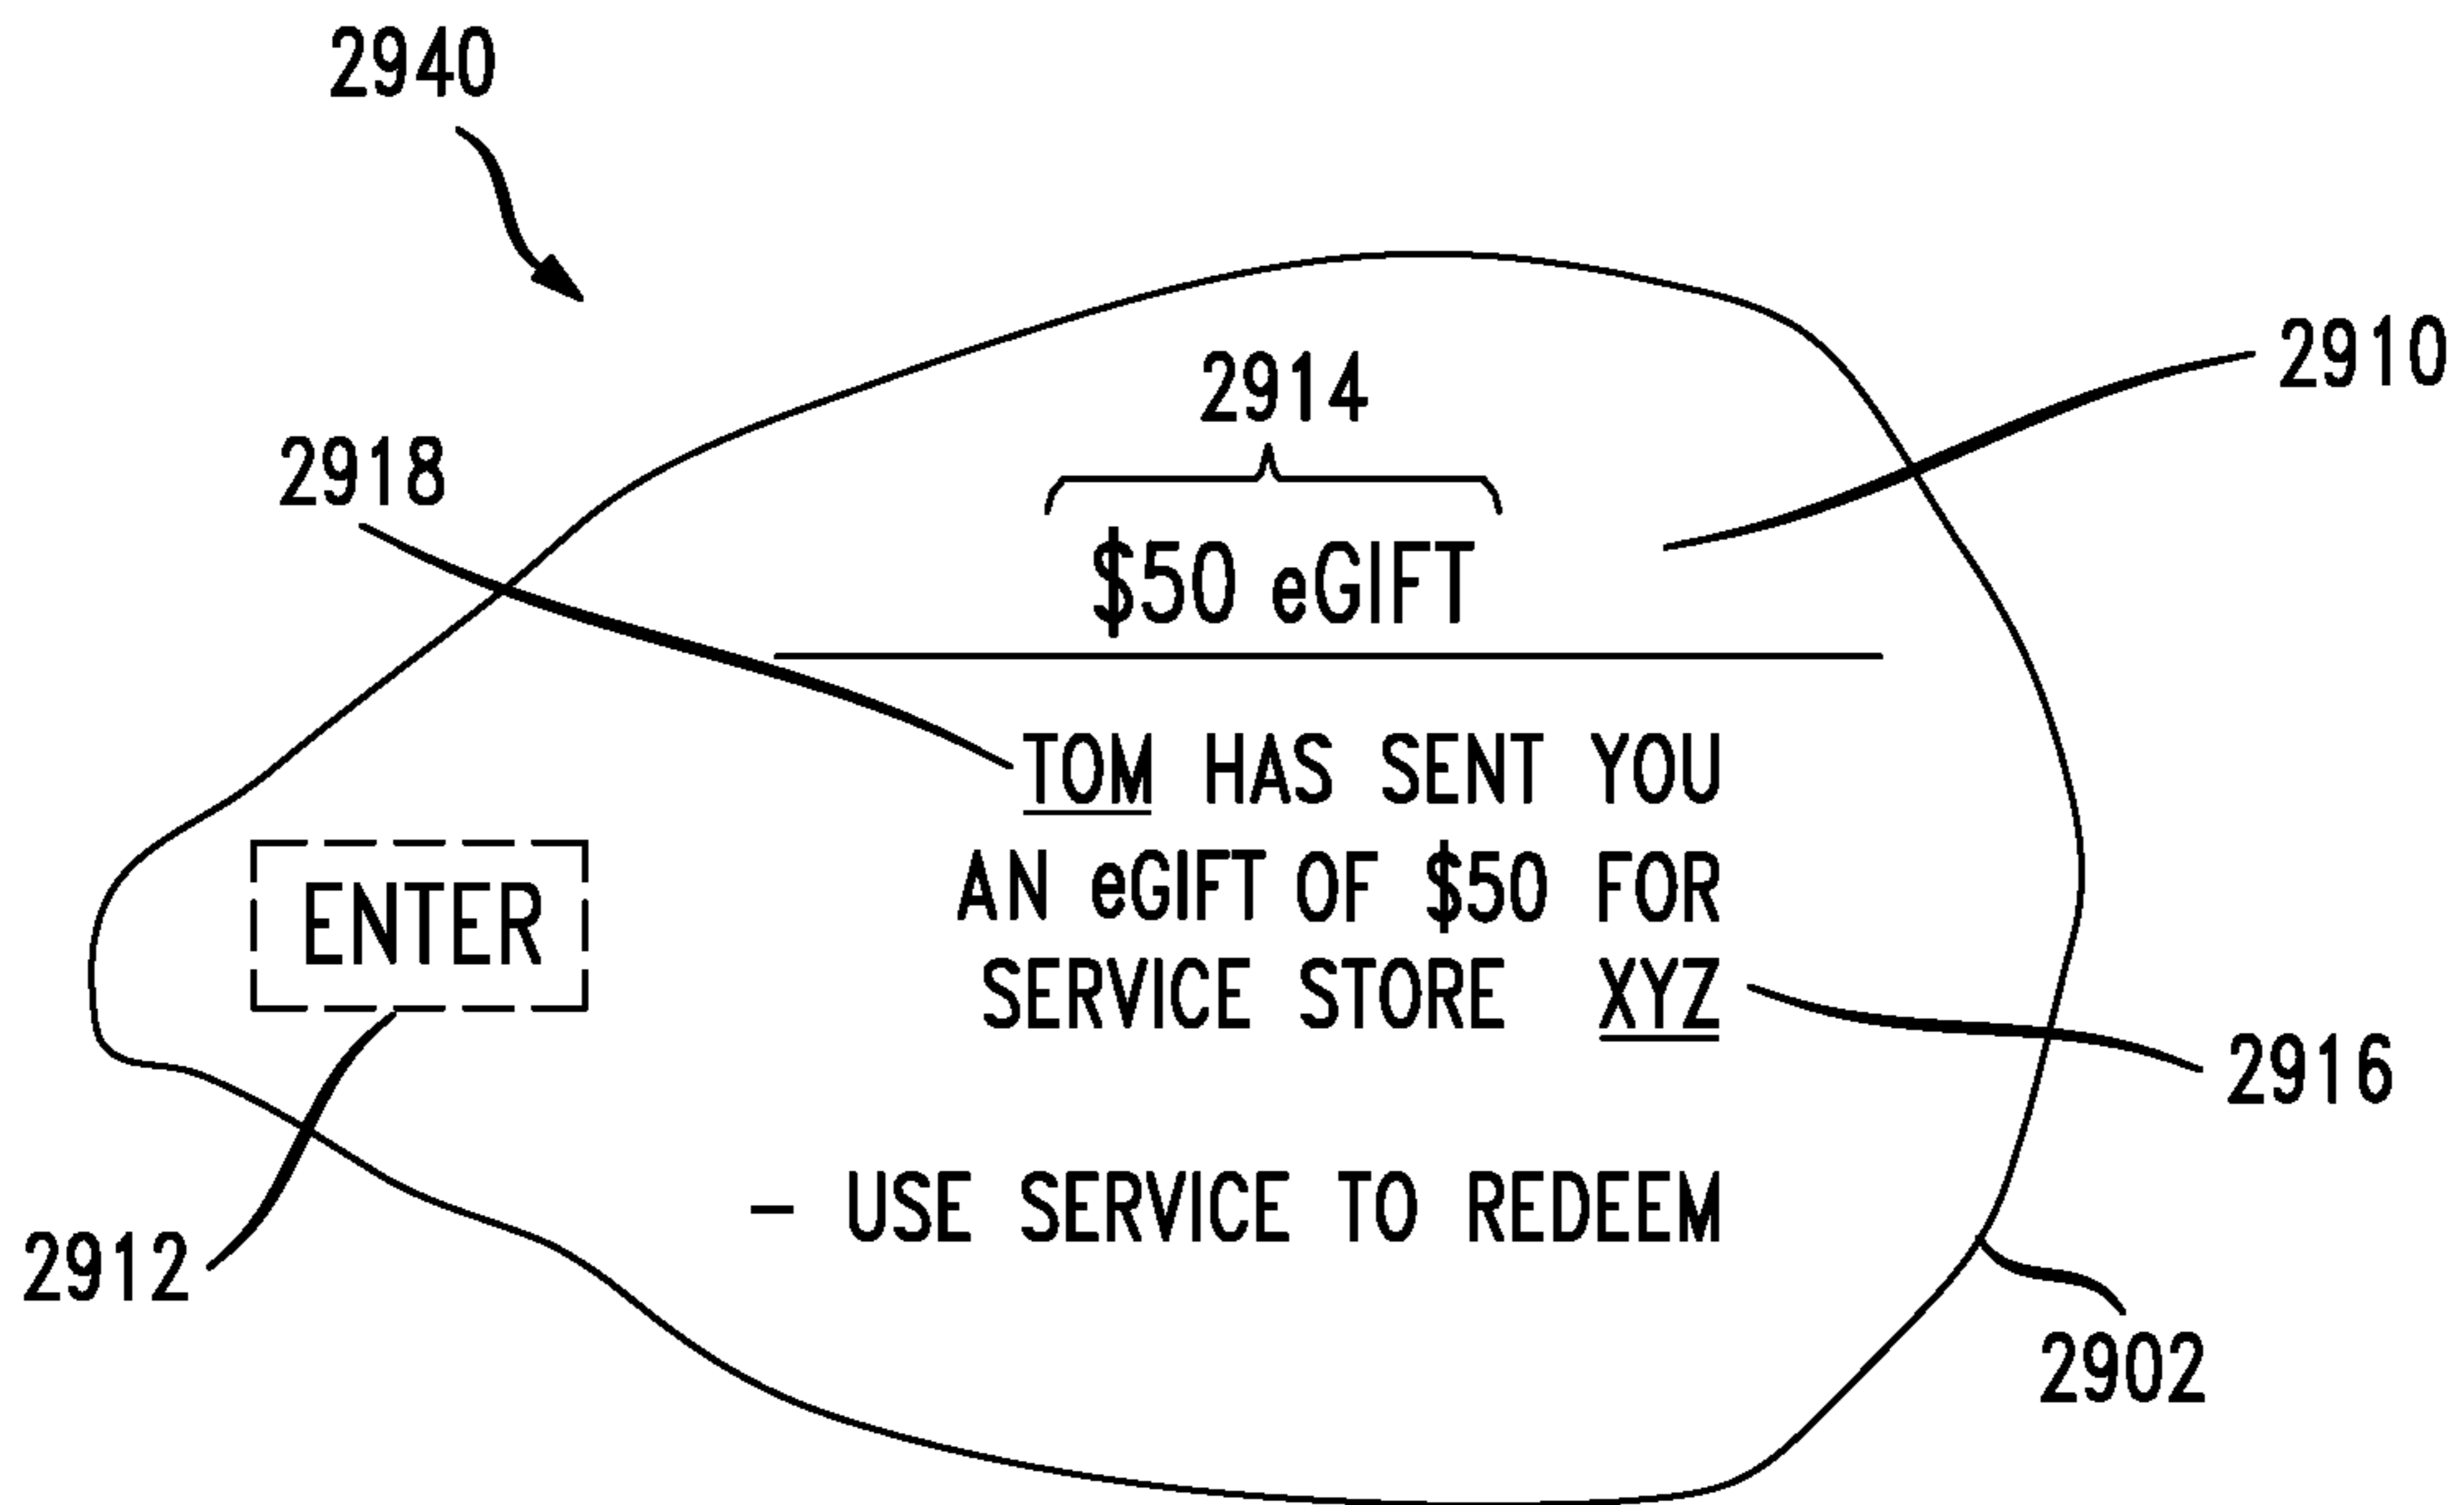 2940
2910
2914
2918
$50 eGIFT
TOM HAS SENT YOU
AN eGIFT OF $50 FOR
ENTER
SERVICE STORE XYZ
2916
- USE SERVICE TO REDEEM
2912
2902